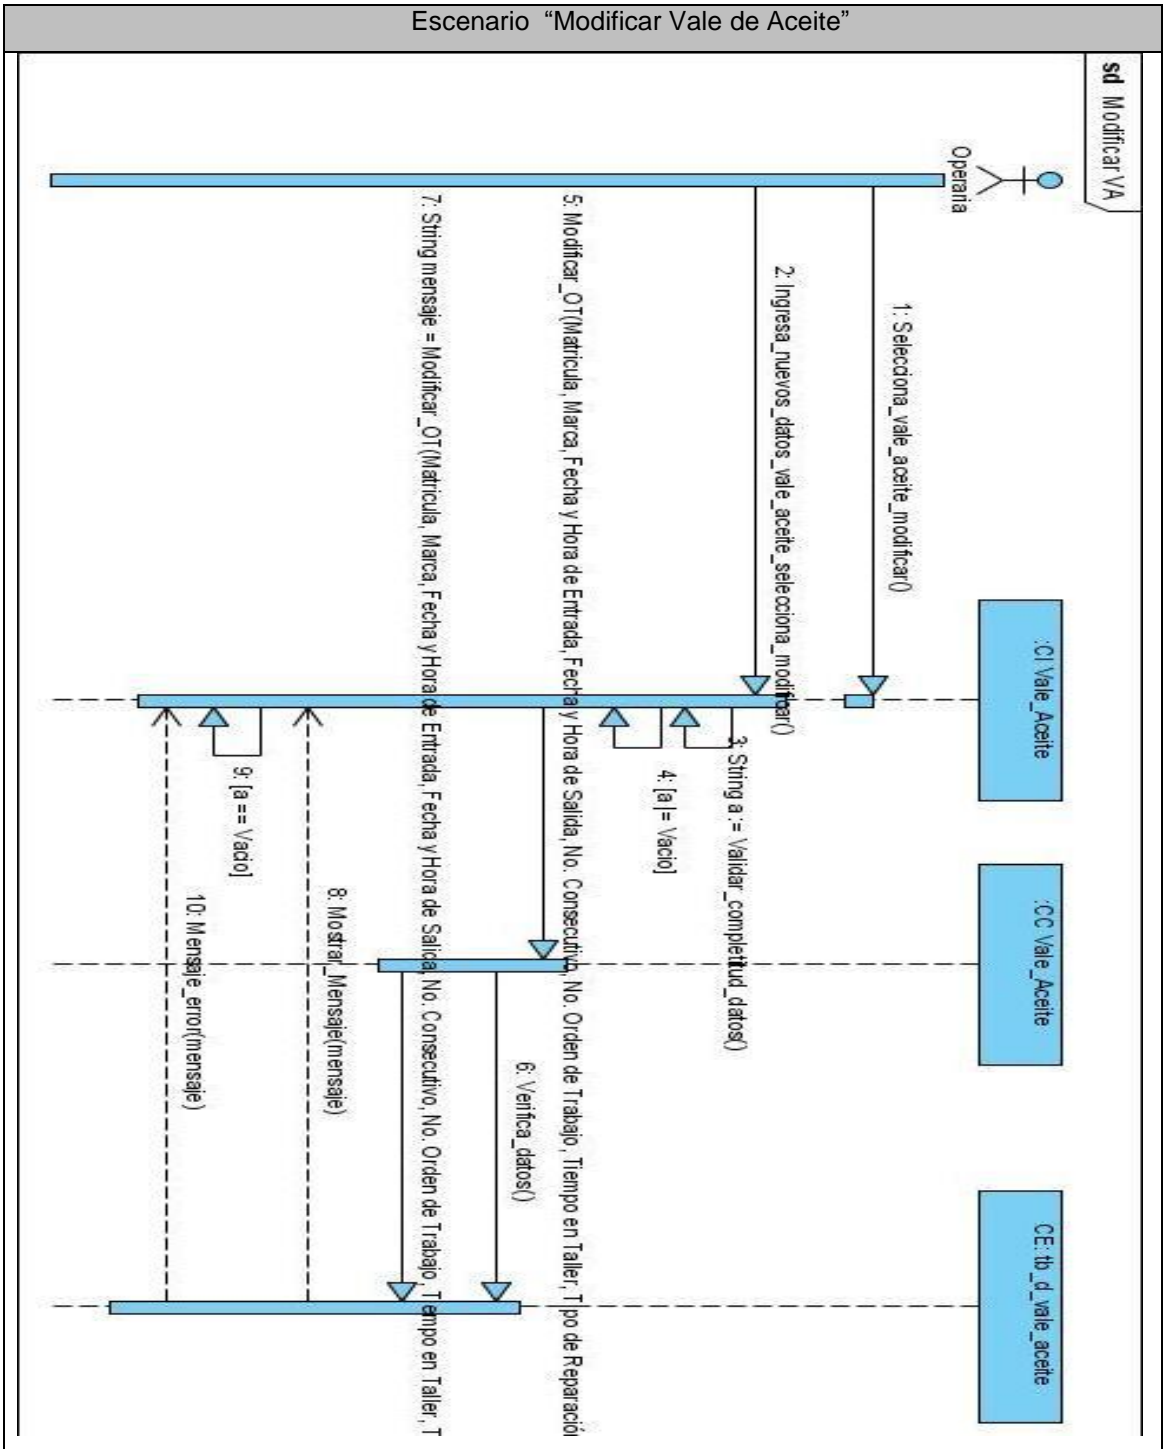 Escenario “Modificar Vale de Aceite”
sd Modificar VA
Operaria
:CI Vale_Aceite
:CC Vale_Aceite
CE: tb_d_vale_aceite
1: Selecciona_vale_aceite_modificar()
2: Ingresa_nuevos_datos_vale_aceite_selecciona_modificar()
3: String a := Validar_completitud_datos()
4: [a |= Vacio]
5: Modificar_OT(Matricula, Marca, Fecha y Hora de Entrada, Fecha y Hora de Salida, No. Consecutivo, No. Orden de Trabajo, Tiempo en Taller, Tipo de Reparación
6: Verifica_datos()
7: String mensaje = Modificar_OT(Matricula, Marca, Fecha y Hora de Entrada, Fecha y Hora de Salida, No. Consecutivo, No. Orden de Trabajo, Tiempo en Taller, T
8: Mostrar_Mensaje(mensaje)
9: [a == Vacio]
10: Mensaje_error(mensaje)